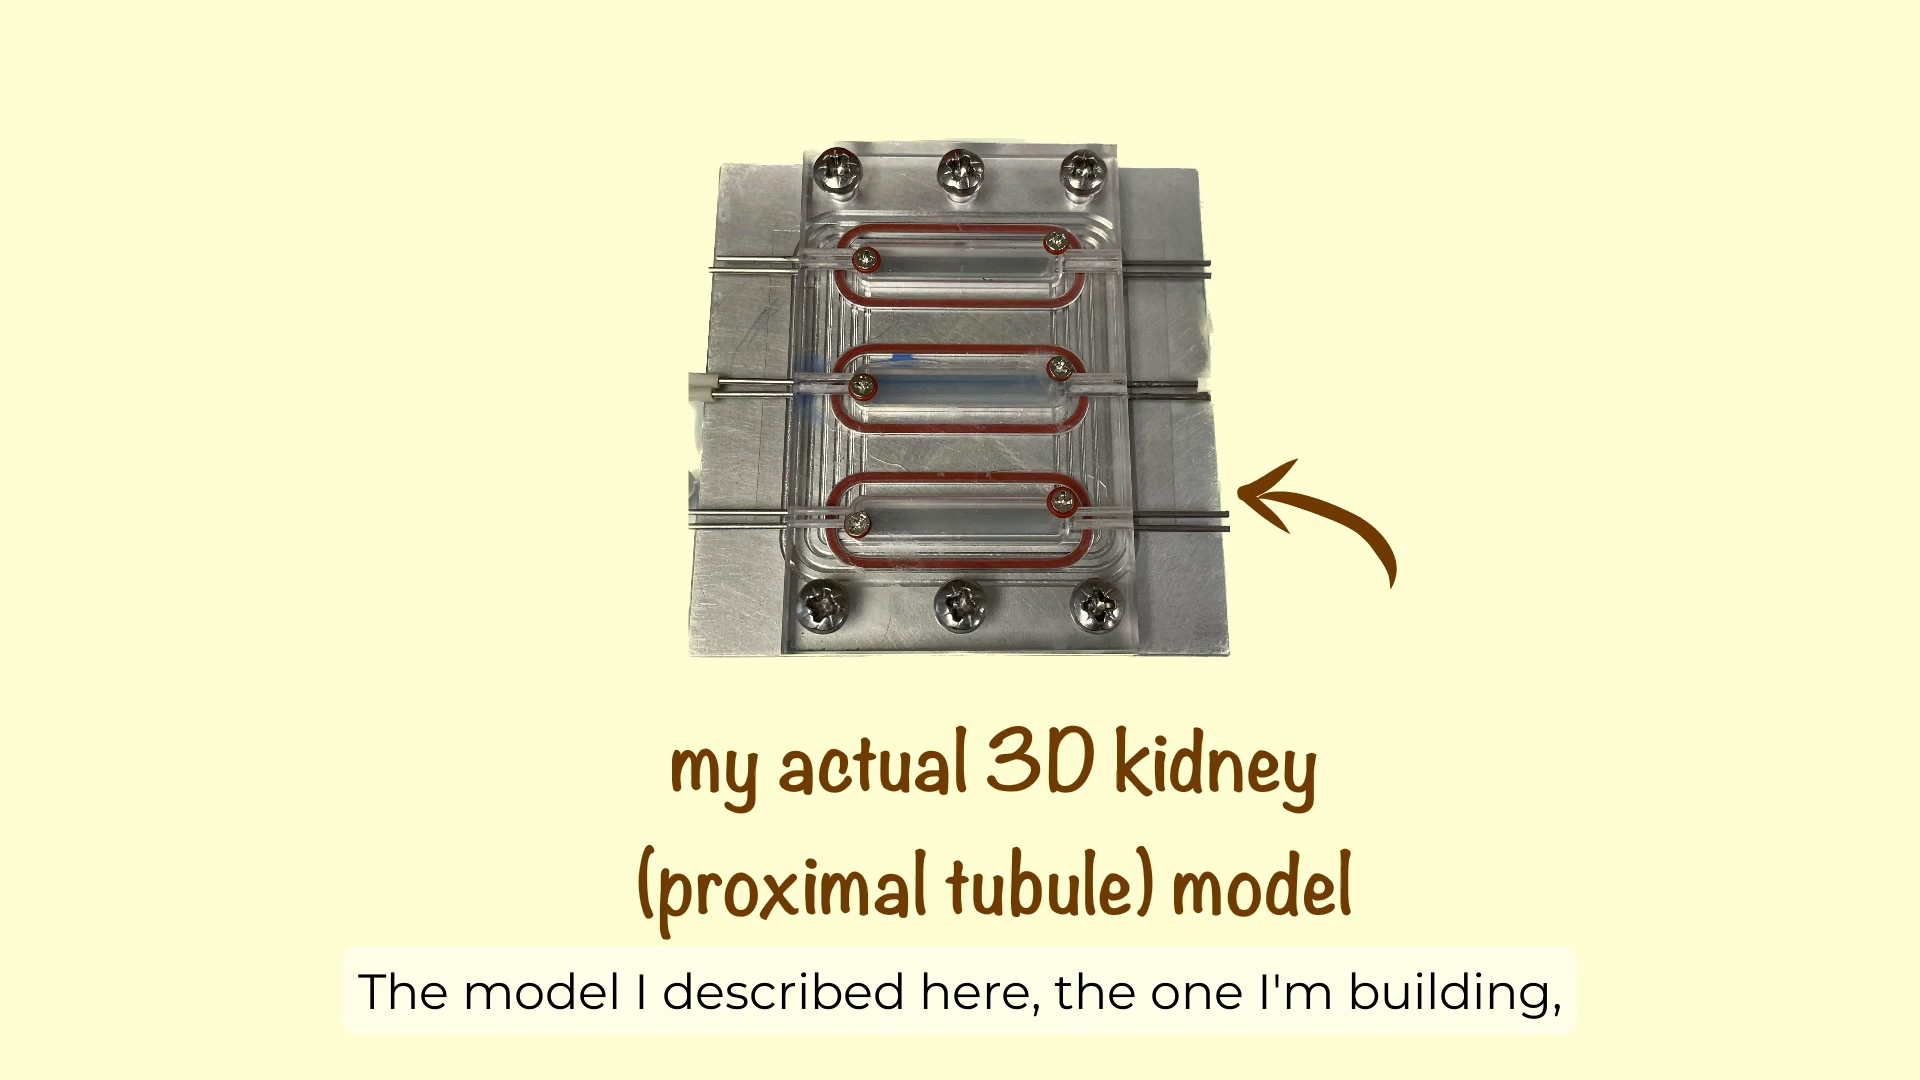 my actual 3D kidney
(proximal tubule) model
The model I described here, the one I'm building,